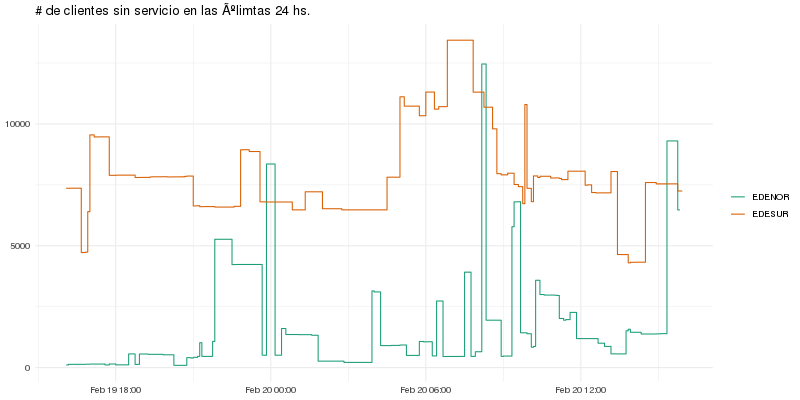 # de clientes sin servicio en las Ãºlimtas 24 hs.
10000
5000
0
Feb 19 18:00
Feb 20 00:00
Feb 20 06:00
Feb 20 12:00
EDENOR
EDESUR